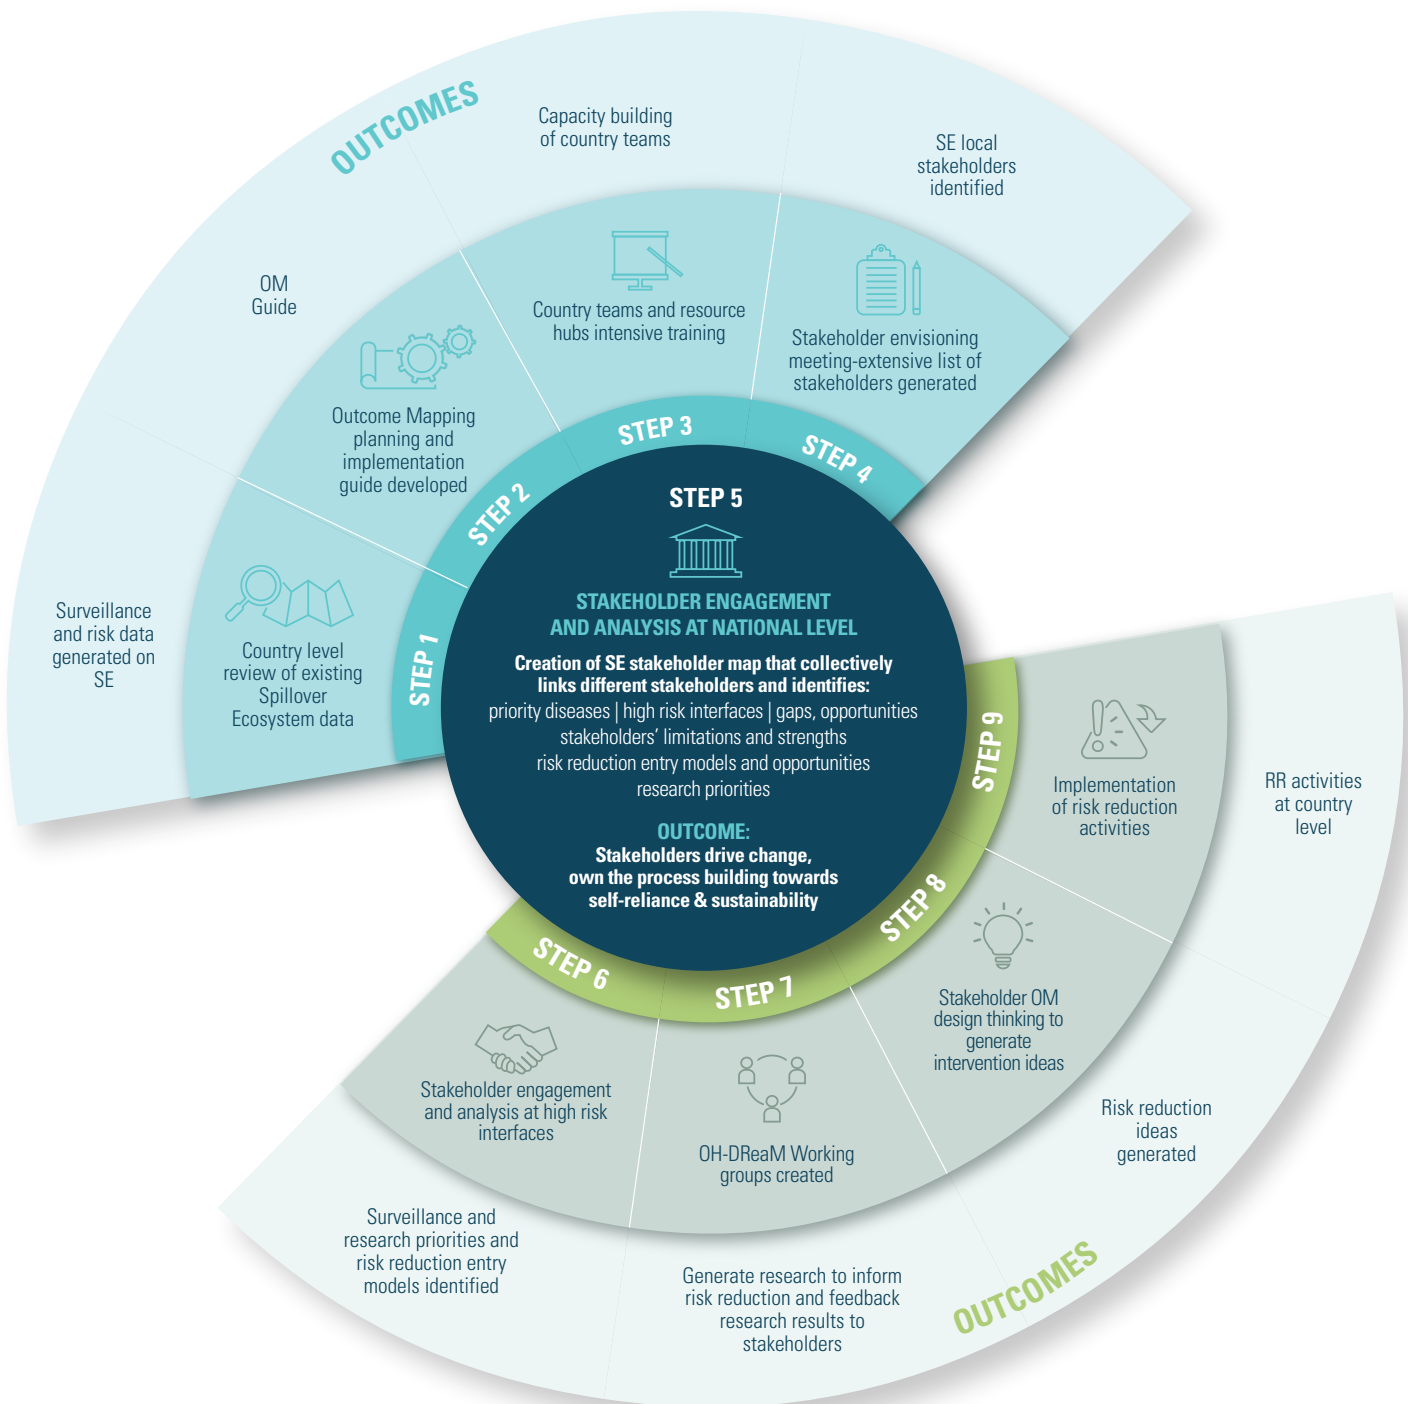 OUTCOMES
Surveillance
and risk data
generated on
SE
OM
Guide
Capacity building
of country teams
SE local
stakeholders
identified
Country level
review of existing
Spillover
Ecosystem data
Outcome Mapping
planning and
implementation
guide developed
Country teams and resource
hubs intensive training
Stakeholder envisioning
meeting-extensive list of
stakeholders generated
STEP 1
STEP 2
STEP 3
STEP 4
STEP 5
STAKEHOLDER ENGAGEMENT
AND ANALYSIS AT NATIONAL LEVEL
Creation of SE stakeholder map that collectively
links different stakeholders and identifies:
priority diseases | high risk interfaces | gaps, opportunities
stakeholders' limitations and strengths
risk reduction entry models and opportunities
research priorities
OUTCOME:
Stakeholders drive change,
own the process building towards
self-reliance & sustainability
STEP 6
STEP 7
STEP 8
STEP 9
Stakeholder engagement
and analysis at high risk
interfaces
OH-DReaM Working
groups created
Stakeholder OM
design thinking to
generate
intervention ideas
Implementation
of risk reduction
activities
Surveillance and
research priorities and
risk reduction entry
models identified
Generate research to inform
risk reduction and feedback
research results to
stakeholders
Risk reduction
ideas
generated
RR activities
at country
level
OUTCOMES